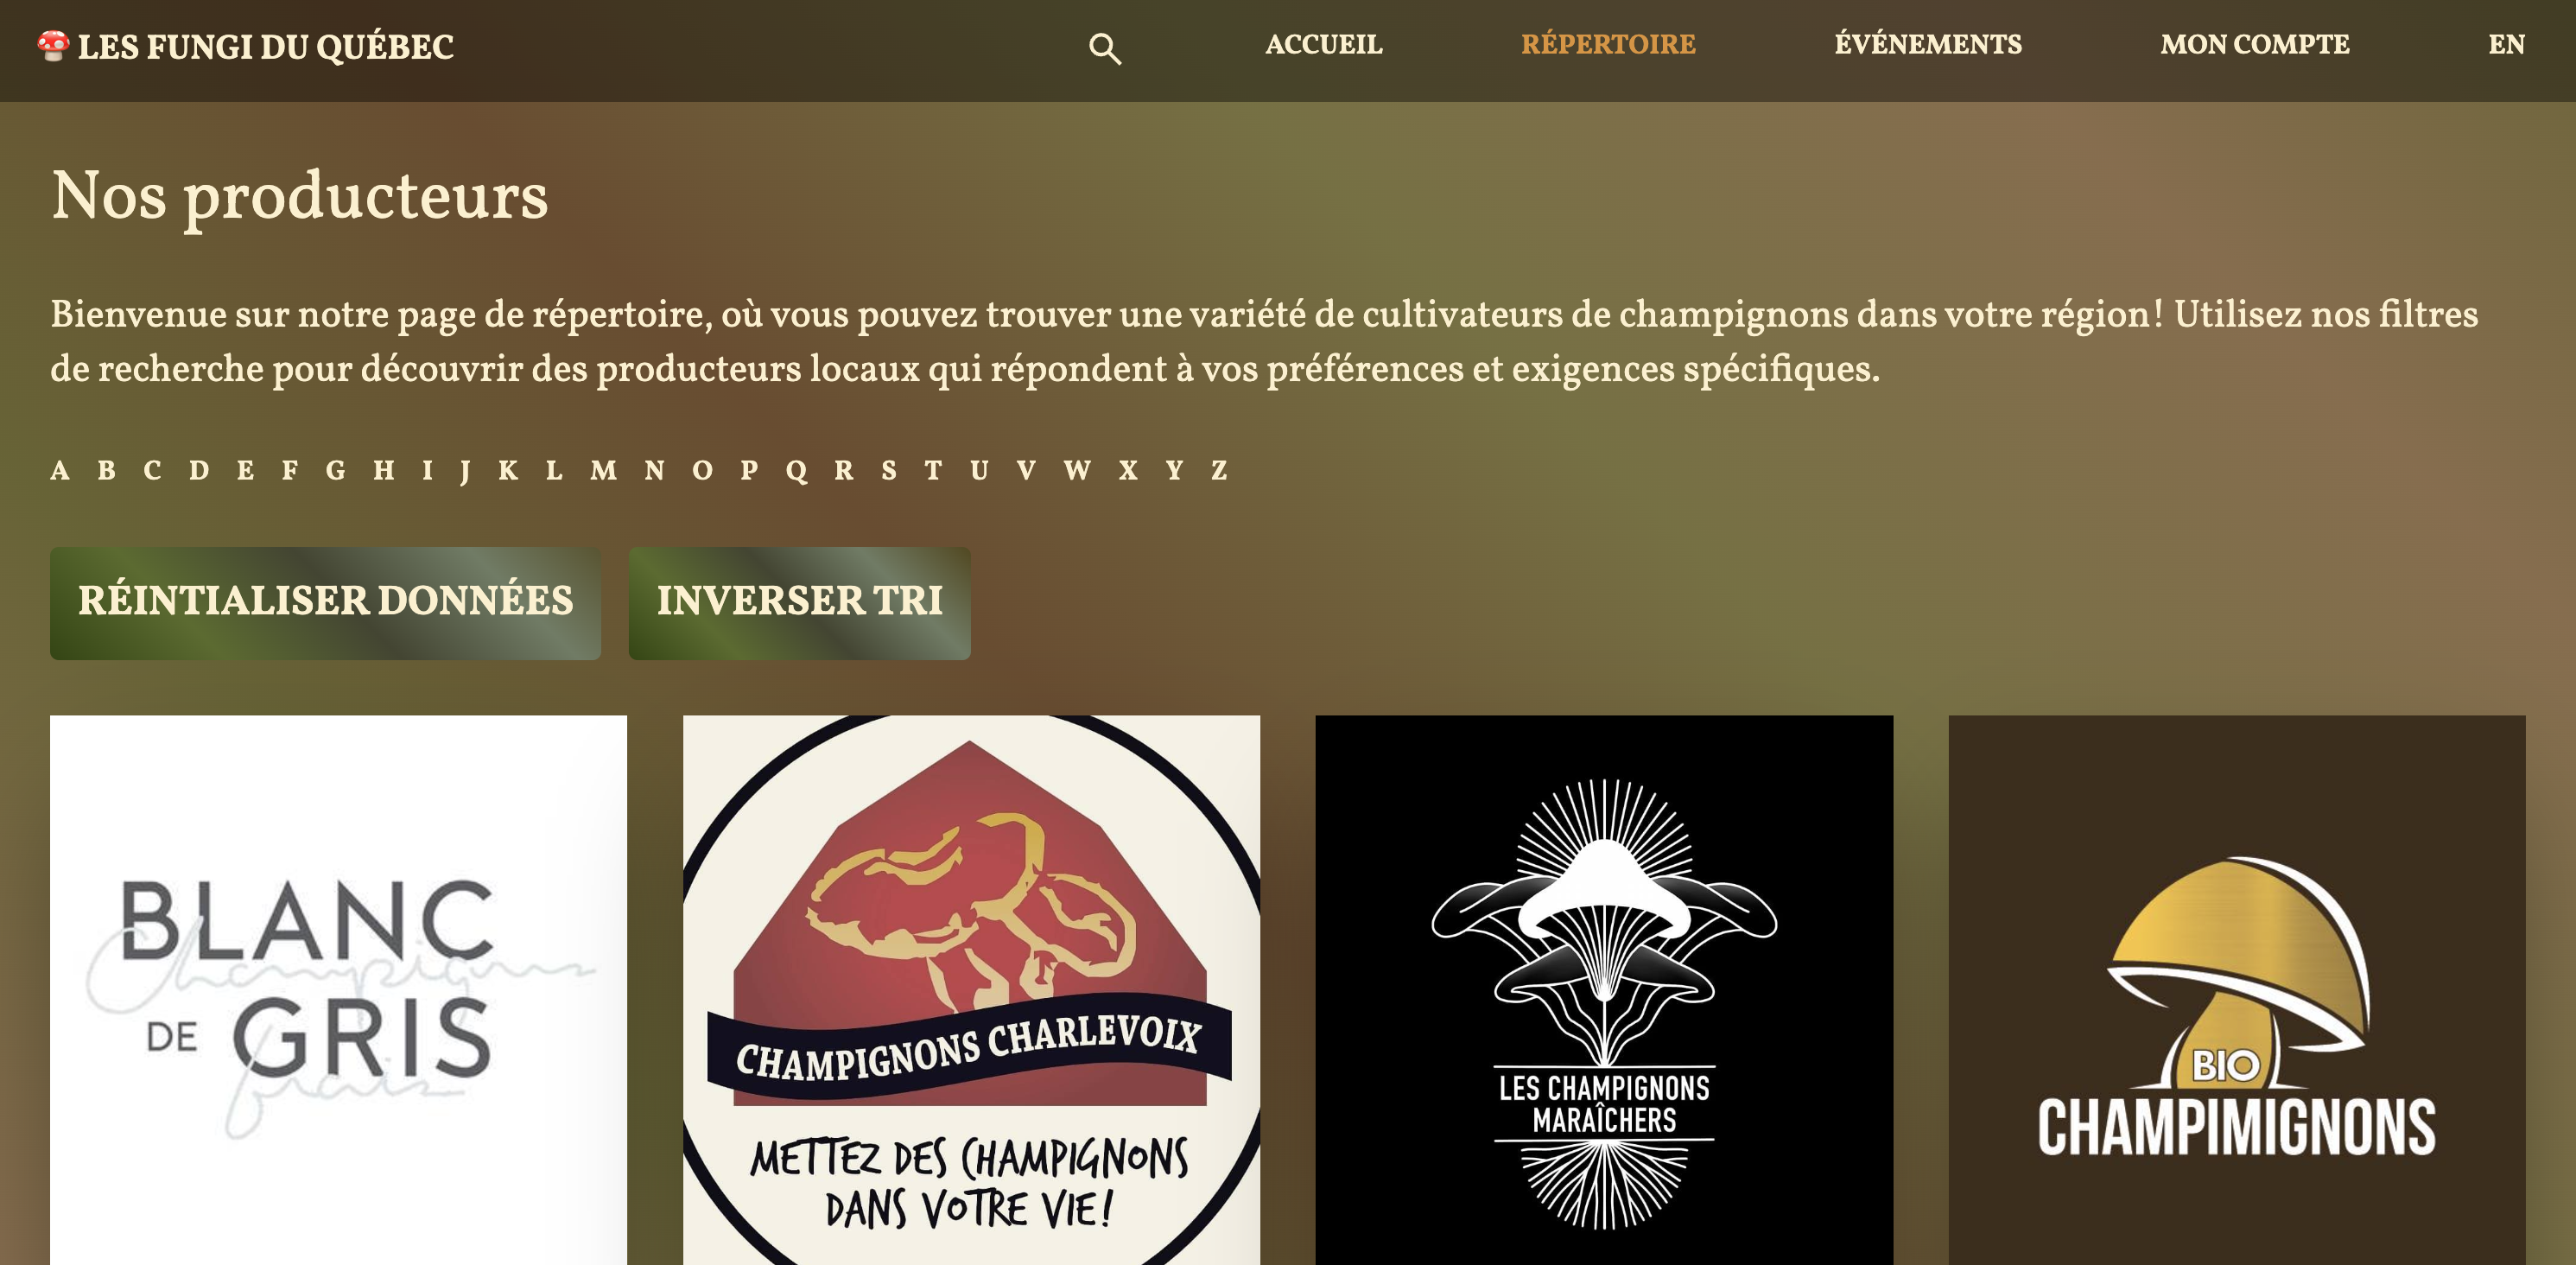 LES FUNGI DU QUÉBEC
ACCUEIL
RÉPERTOIRE
ÉVÉNEMENTS
MON COMPTE
EN
Nos producteurs
Bienvenue sur notre page de répertoire, où vous pouvez trouver une variété de cultivateurs de champignons dans votre région ! Utilisez nos filtres
de recherche pour découvrir des producteurs locaux qui répondent à vos préférences et exigences spécifiques.
A B C D E F G H I J K L M N O P Q R S T U V W X Y Z
RÉINTIALISER DONNÉES
INVERSER TRI
BLANC
Champignons
DE GRIS
frais
CHAMPIGNONS CHARLEVOIX
METTEZ DES CHAMPIGNONS
DANS VOTRE VIE !
LES CHAMPIGNONS
MARAÎCHERS
BIO
CHAMPIMIGNONS